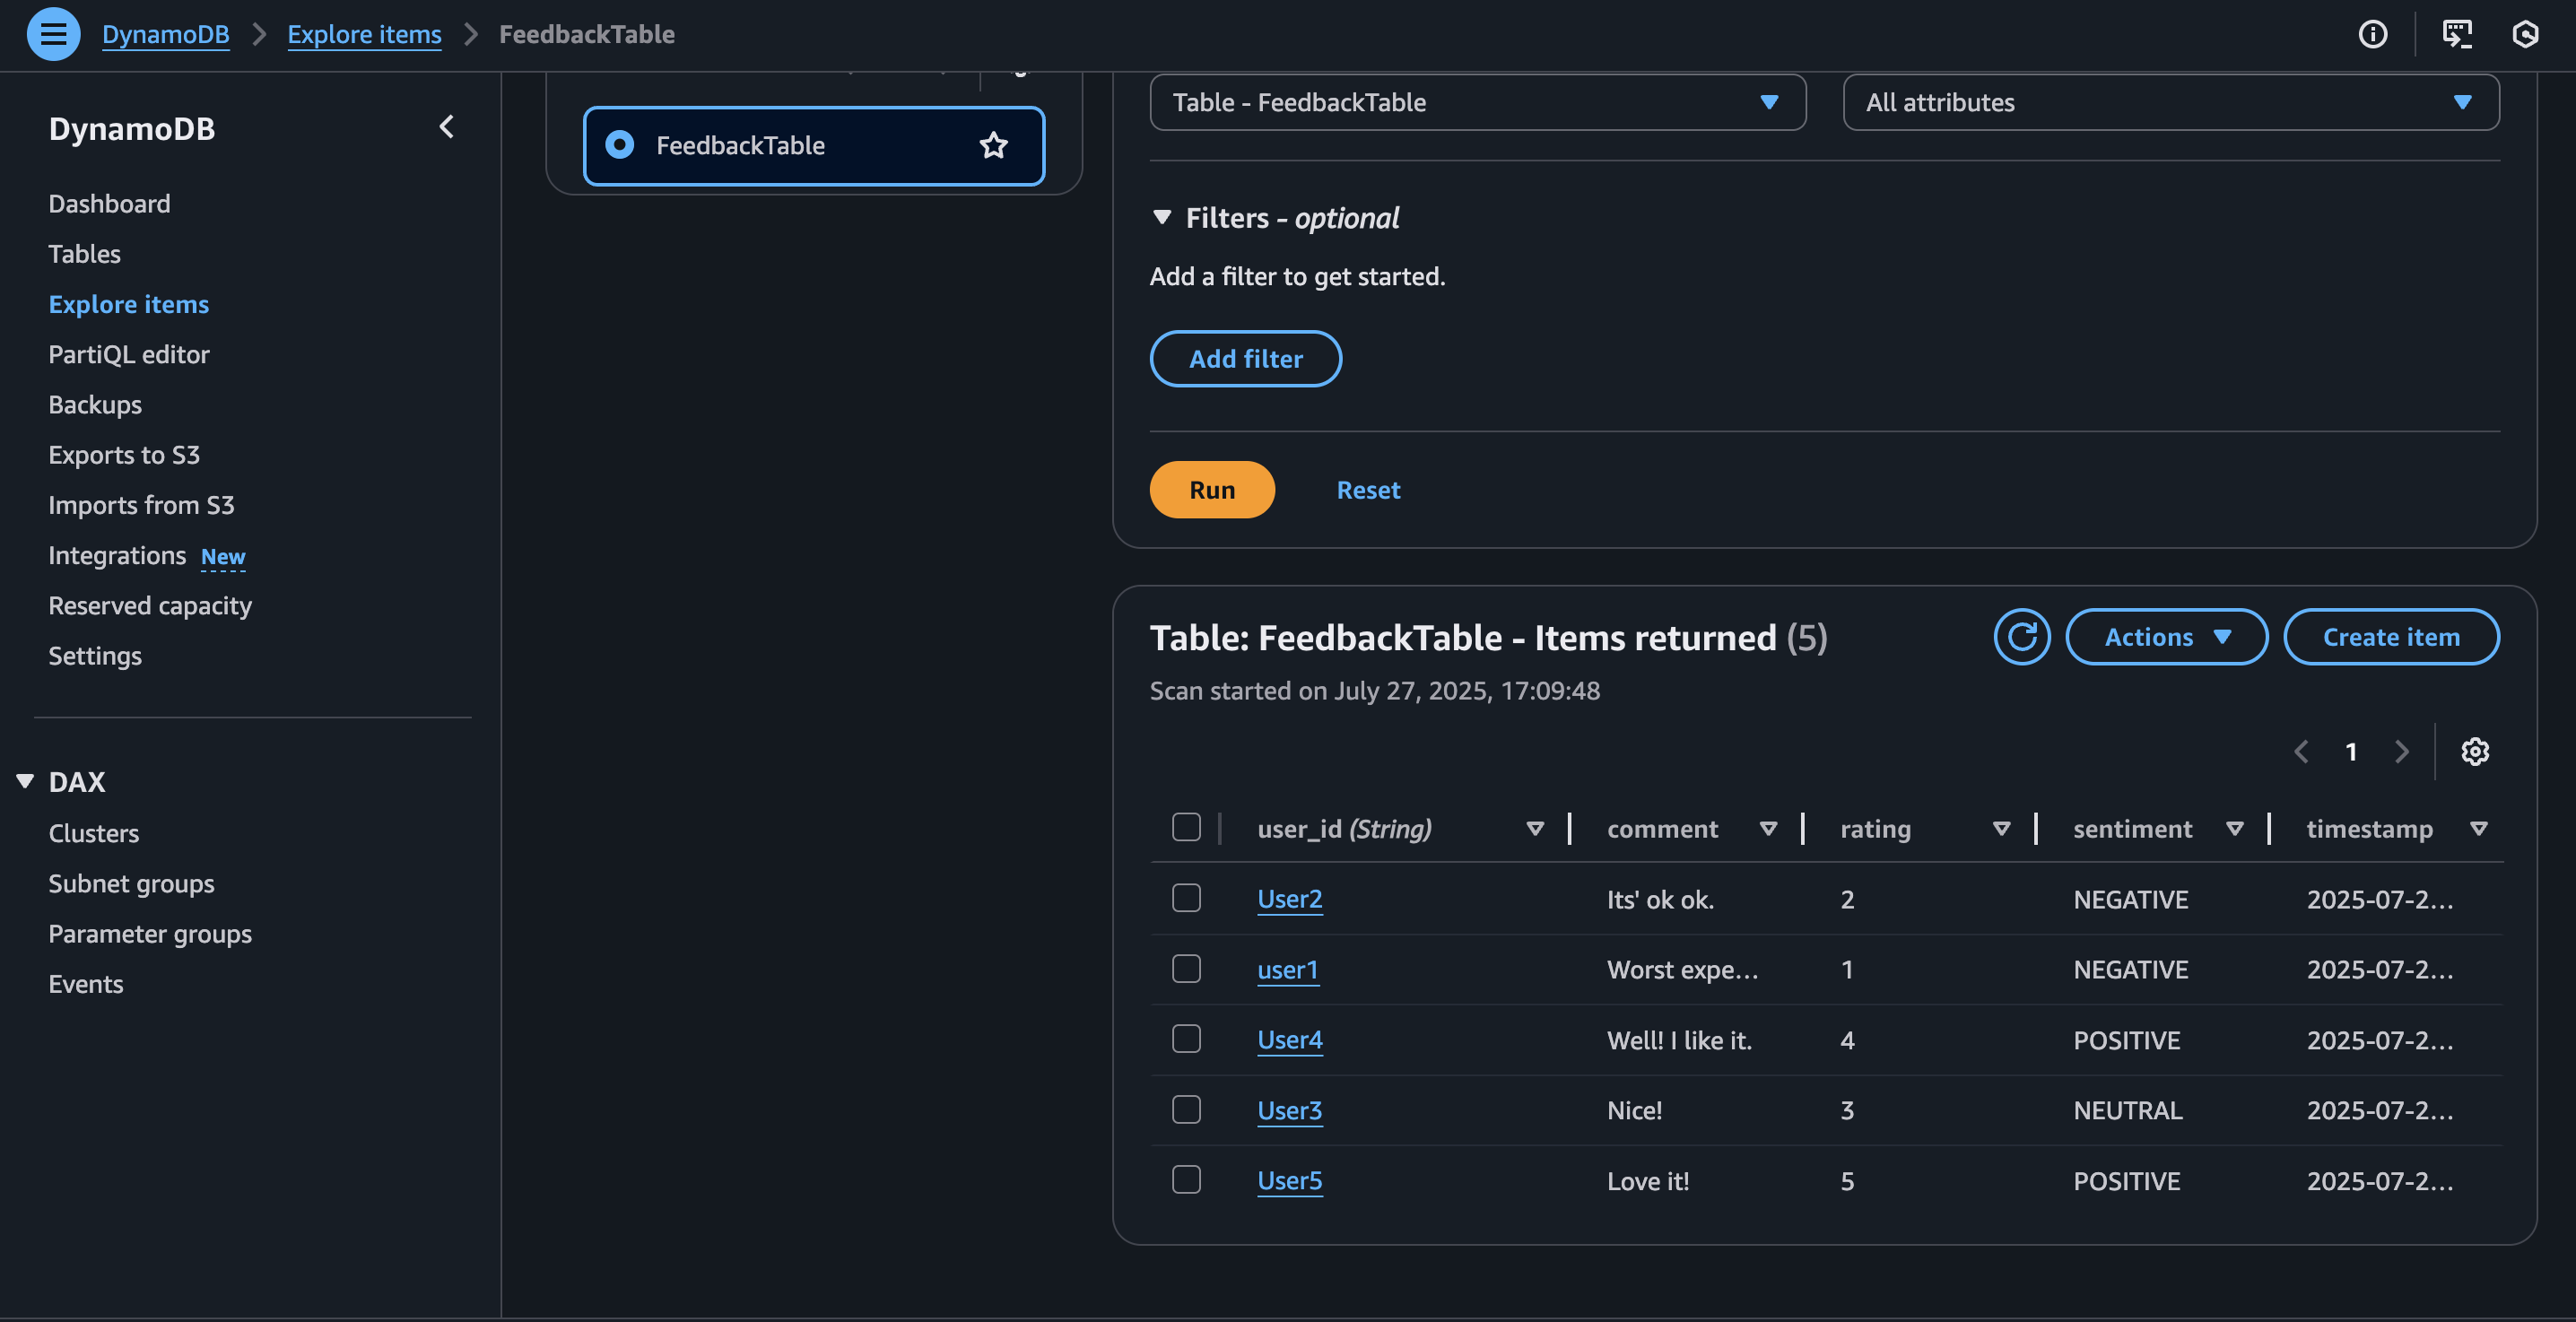 DynamoDB > Explore items > FeedbackTable
DynamoDB
Dashboard
Tables
Explore items
PartiQL editor
Backups
Exports to S3
Imports from S3
Integrations New
Reserved capacity
Settings
DAX
Clusters
Subnet groups
Parameter groups
Events
FeedbackTable
Table - FeedbackTable
All attributes
Filters - optional
Add a filter to get started.
Add filter
Run Reset
Table: FeedbackTable - Items returned (5)
Scan started on July 27, 2025, 17:09:48
Actions
Create item
1
user_id (String) comment rating sentiment timestamp
User2 Its' ok ok. 2 NEGATIVE 2025-07-2...
user1 Worst expe... 1 NEGATIVE 2025-07-2...
User4 Well! I like it. 4 POSITIVE 2025-07-2...
User3 Nice! 3 NEUTRAL 2025-07-2...
User5 Love it! 5 POSITIVE 2025-07-2...